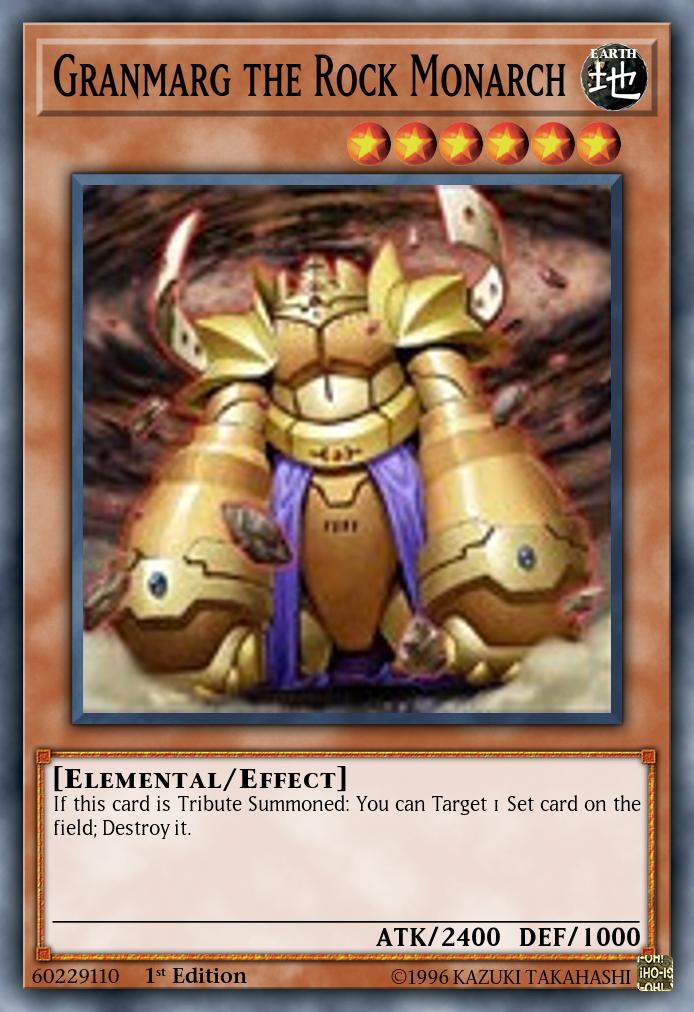 Granmarg the Rock Monarch
EARTH
地
[Elemental/Effect]
If this card is Tribute Summoned: You can Target 1 Set card on the
field; Destroy it.
ATK/2400 DEF/1000
60229110 1st Edition ©1996 KAZUKI TAKAHASHI